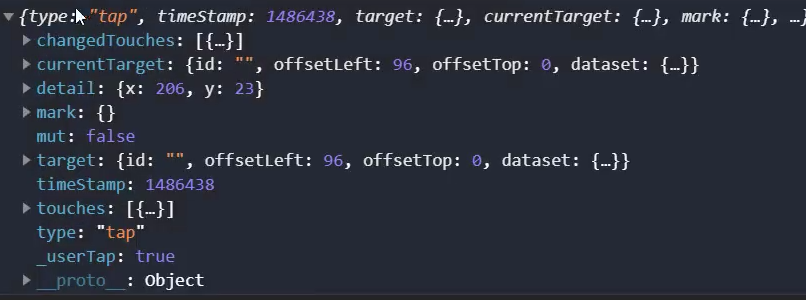 {type: "tap", timeStamp: 1486438, target: {…}, currentTarget: {…}, mark: {…}, …}
changedTouches: [{…}]
currentTarget: {id: "", offsetLeft: 96, offsetTop: 0, dataset: {…}}
detail: {x: 206, y: 23}
mark: {}
mut: false
target: {id: "", offsetLeft: 96, offsetTop: 0, dataset: {…}}
timeStamp: 1486438
touches: [{…}]
type: "tap"
_userTap: true
__proto__: Object